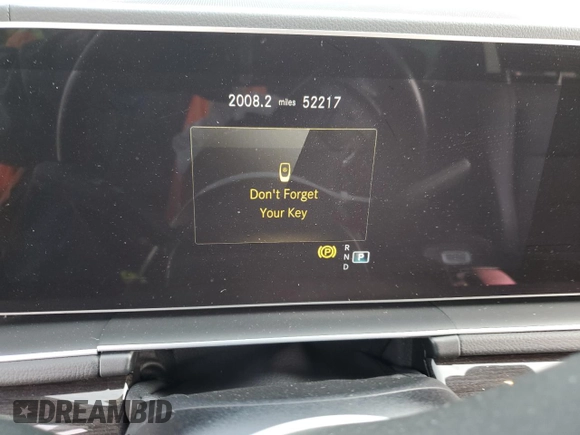 2008.2 miles 52217
Don't Forget
Your Key
(P) R
N P
D
DREAMBID